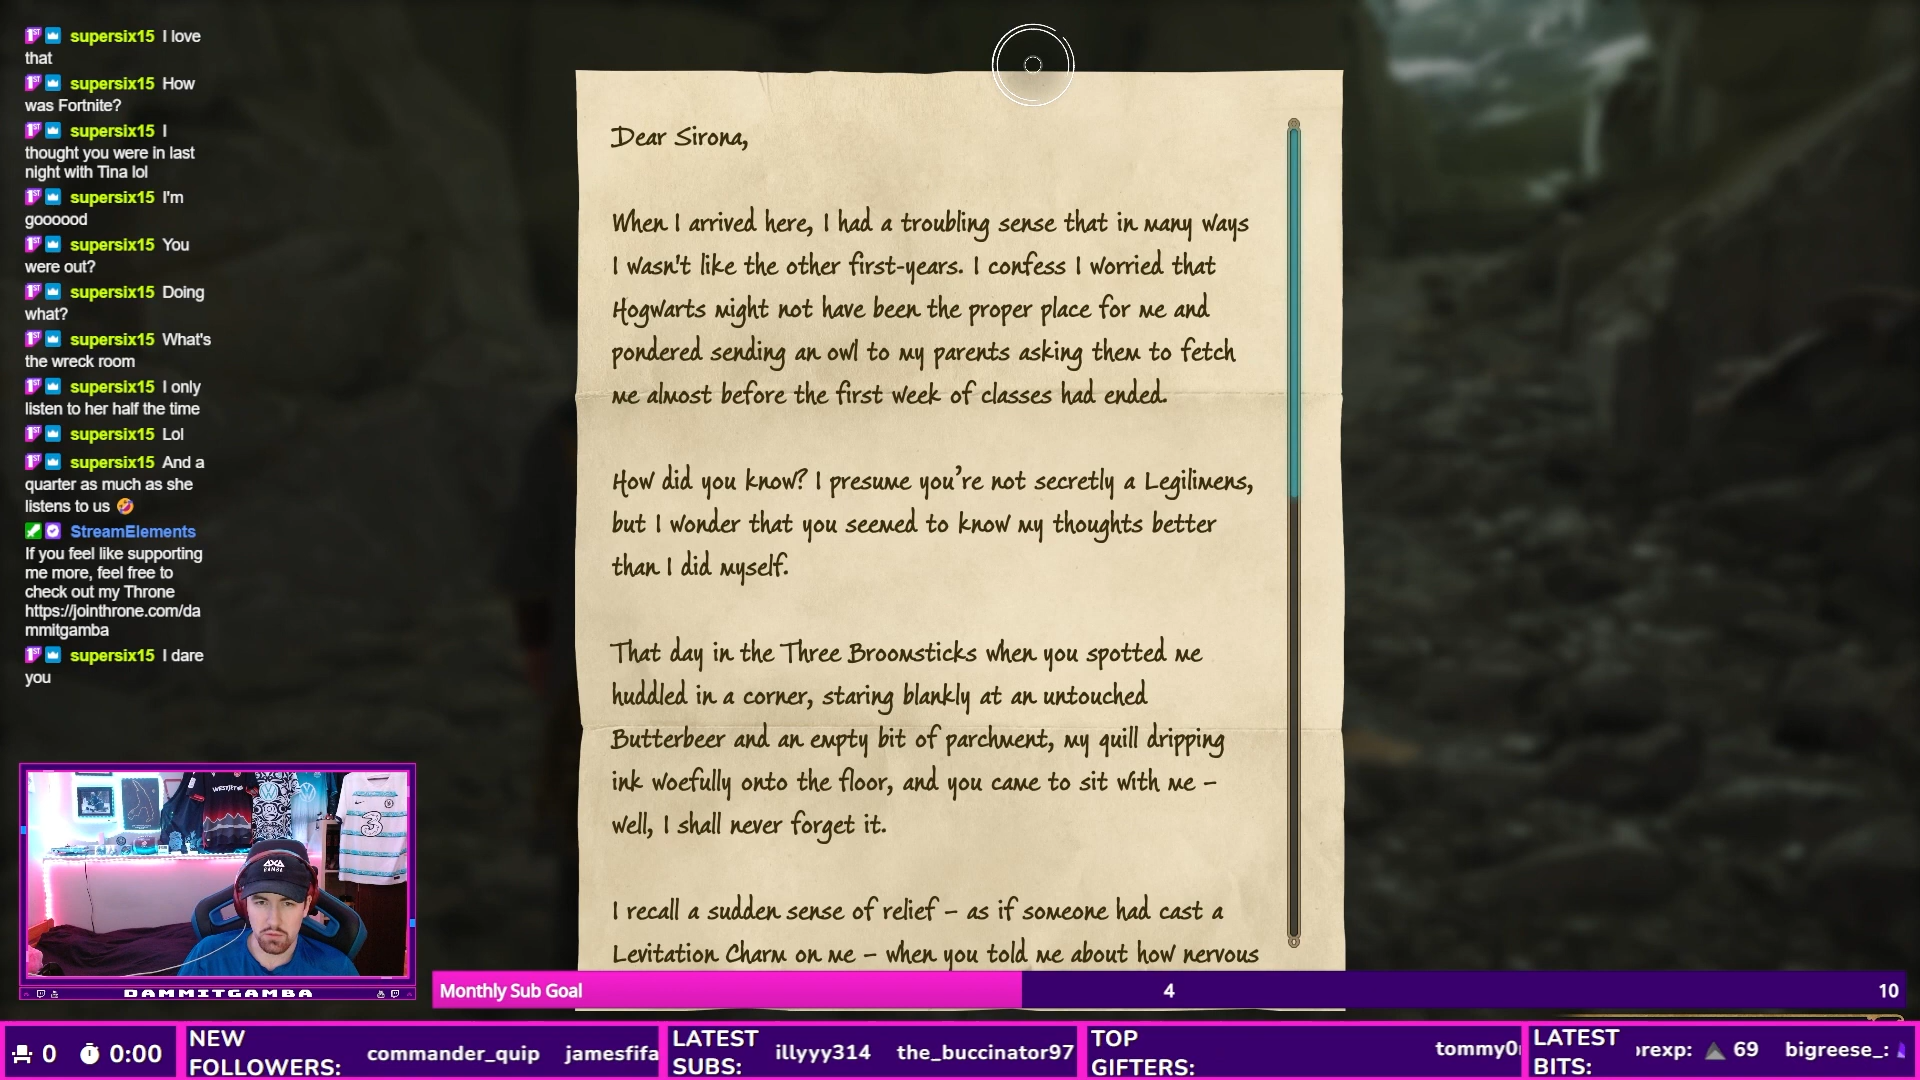 supersix15 I love
that
supersix15 How
was Fortnite?
supersix15 I
thought you were in last
night with Tina lol
supersix15 I'm
goooood
supersix15 You
were out?
supersix15 Doing
what?
supersix15 What's
the wreck room
supersix15 I only
listen to her half the time
supersix15 Lol
supersix15 And a
quarter as much as she
listens to us 🤣
StreamElements
If you feel like supporting
me more, feel free to
check out my Throne
https://jointhrone.com/da
mmitgamba
supersix15 I dare
you
Dear Sirona,
When I arrived here, I had a troubling sense that in many ways
I wasn't like the other first-years. I confess I worried that
Hogwarts might not have been the proper place for me and
pondered sending an owl to my parents asking them to fetch
me almost before the first week of classes had ended.
How did you know? I presume you're not secretly a Legilimens,
but I wonder that you seemed to know my thoughts better
than I did myself.
That day in the Three Broomsticks when you spotted me
huddled in a corner, staring blankly at an untouched
Butterbeer and an empty bit of parchment, my quill dripping
ink woefully onto the floor, and you came to sit with me –
well, I shall never forget it.
I recall a sudden sense of relief – as if someone had cast a
Levitation Charm on me – when you told me about how nervous
DAMMITGAMBA
Monthly Sub Goal 4 10
0 0:00
NEW
FOLLOWERS: commander_quip jamesfifa
LATEST
SUBS: illyyy314 the_buccinator97
TOP
GIFTERS: tommy0
LATEST
BITS: rexp: 69 bigreese_: